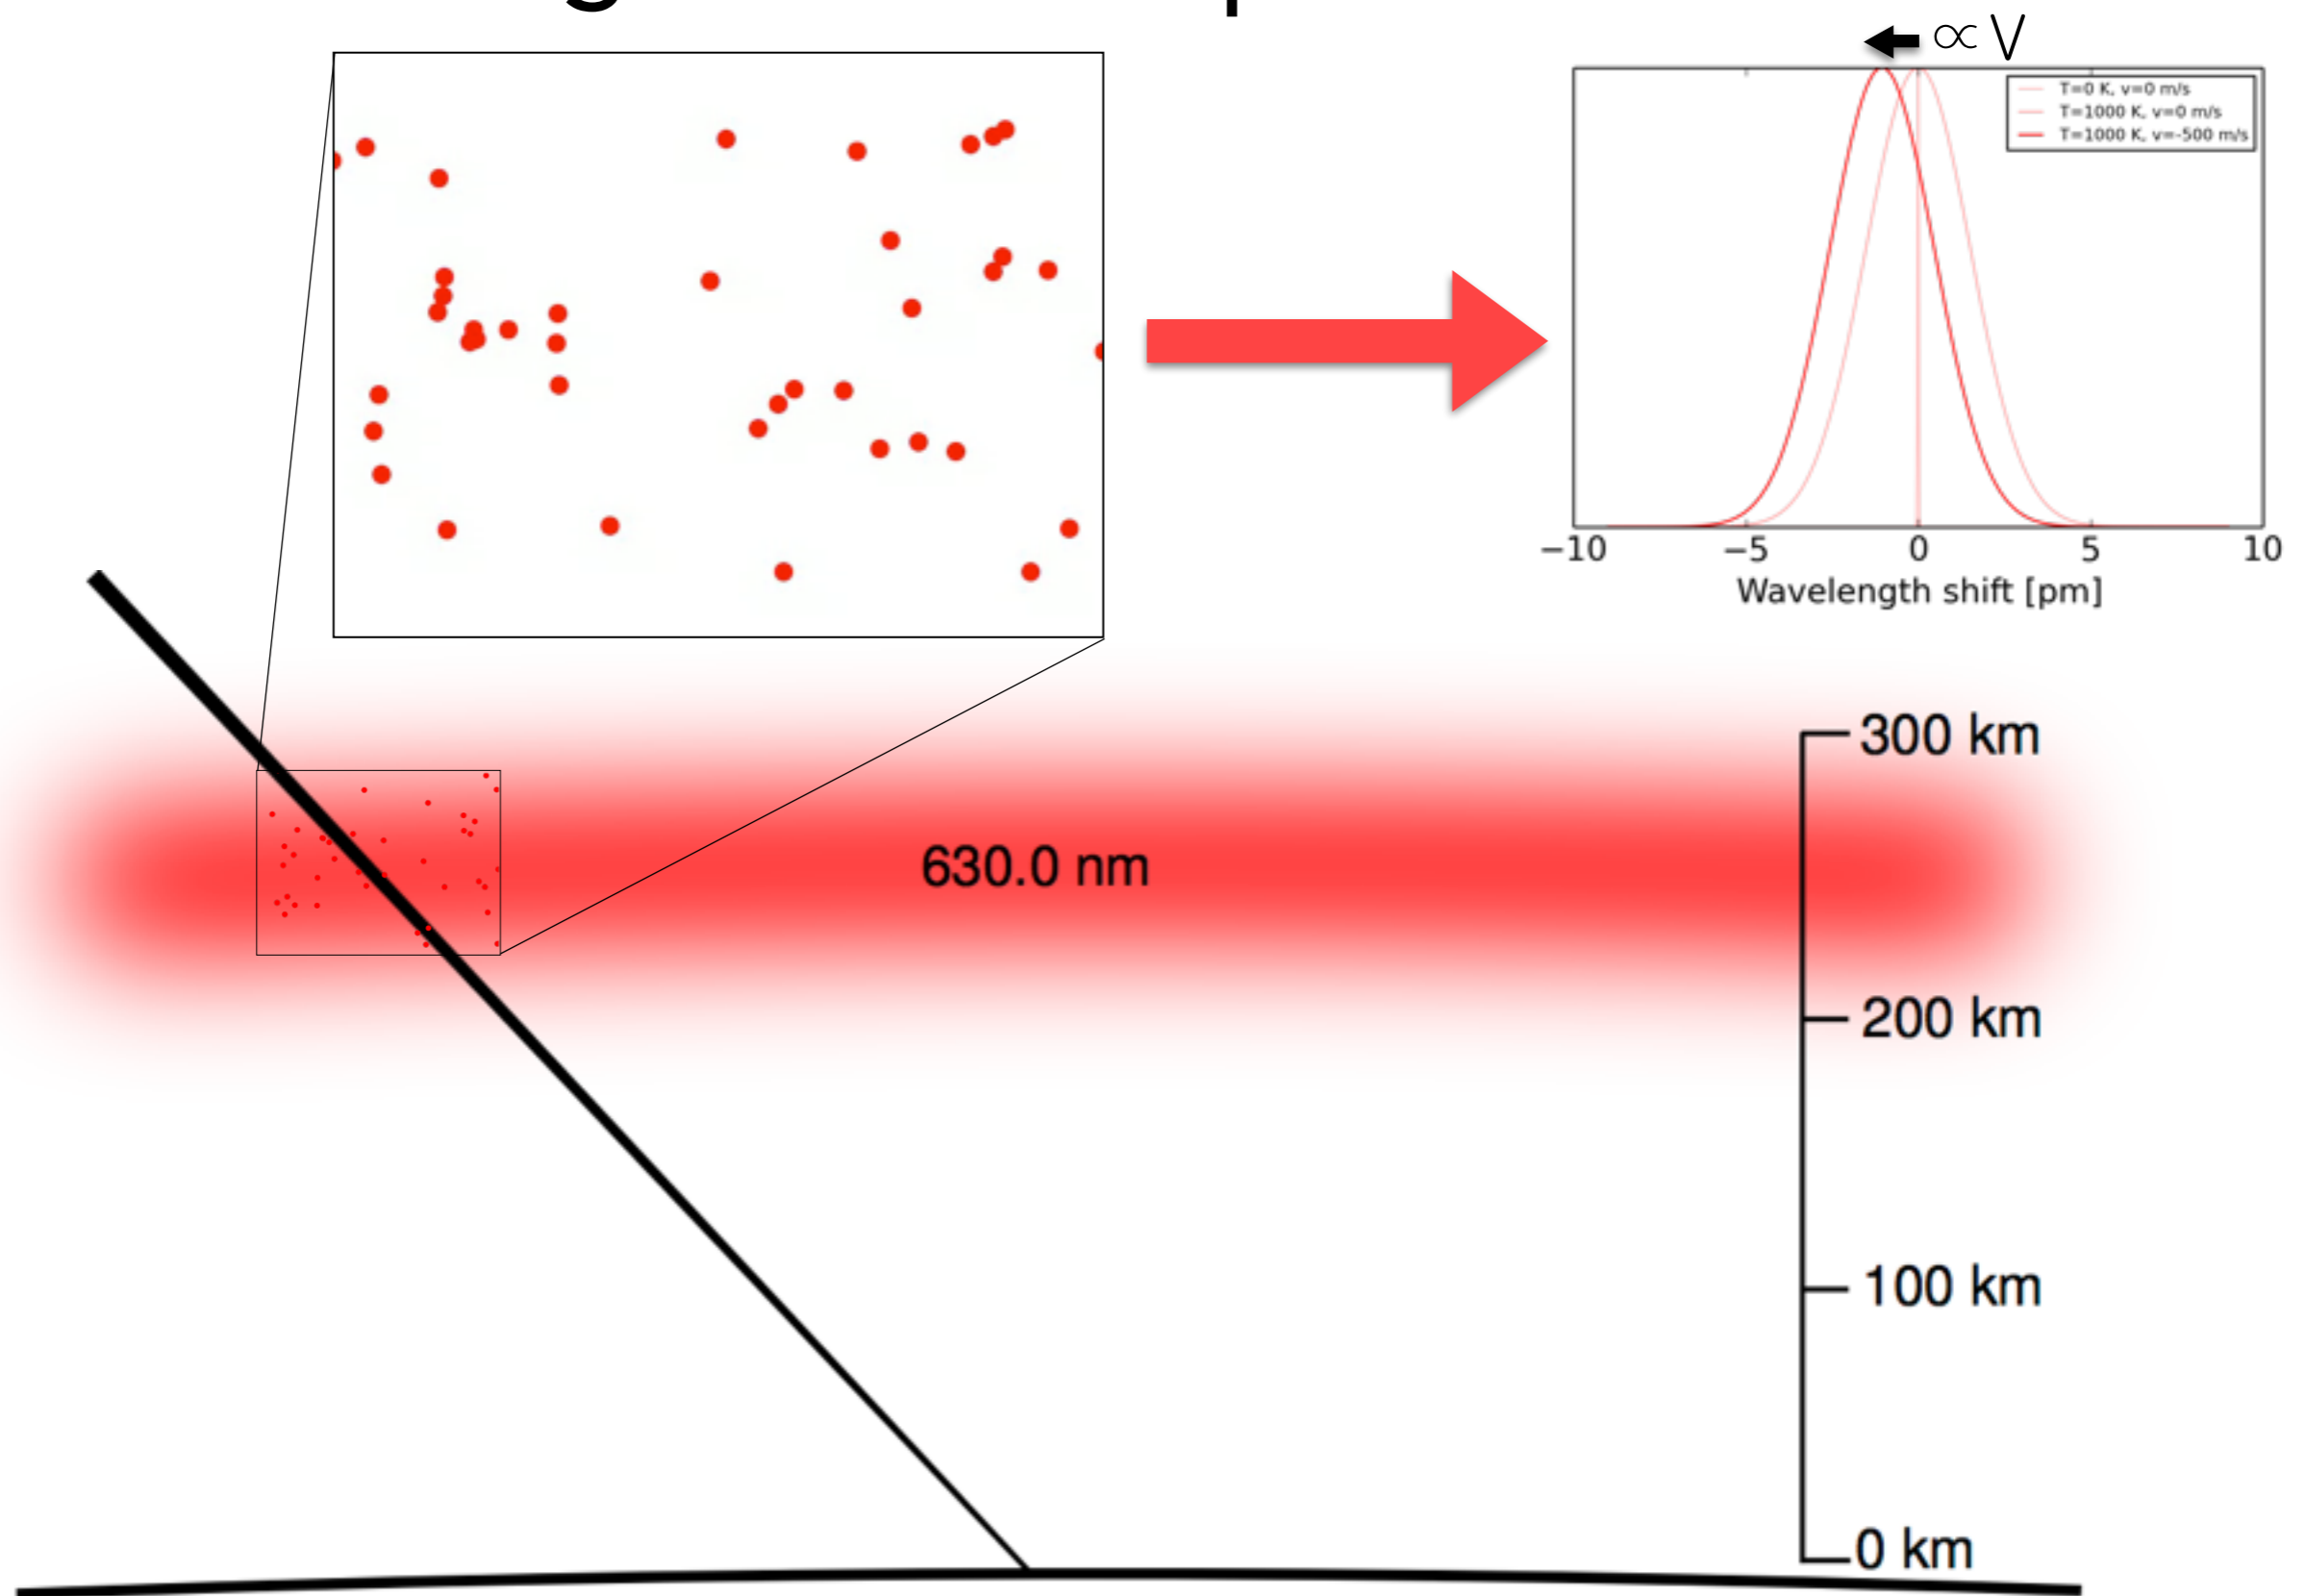 ∝ V
T=0 K, v=0 m/s
T=1000 K, v=0 m/s
T=1000 K, v=-500 m/s
−10 −5 0 5 10
Wavelength shift [pm]
300 km
630.0 nm
200 km
100 km
0 km